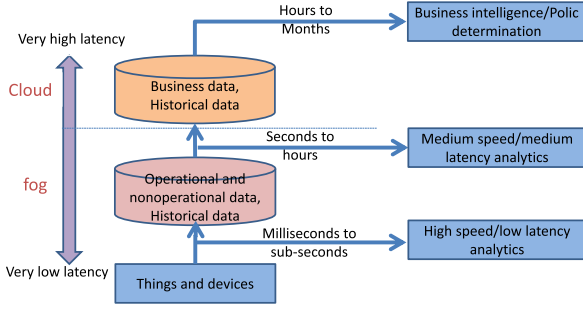 Hours to
Months
Business intelligence/Polic
determination
Very high latency
Cloud
Business data,
Historical data
Seconds to
hours
Medium speed/medium
latency analytics
fog
Operational and
nonoperational data,
Historical data
Milliseconds to
sub-seconds
High speed/low latency
analytics
Very low latency
Things and devices